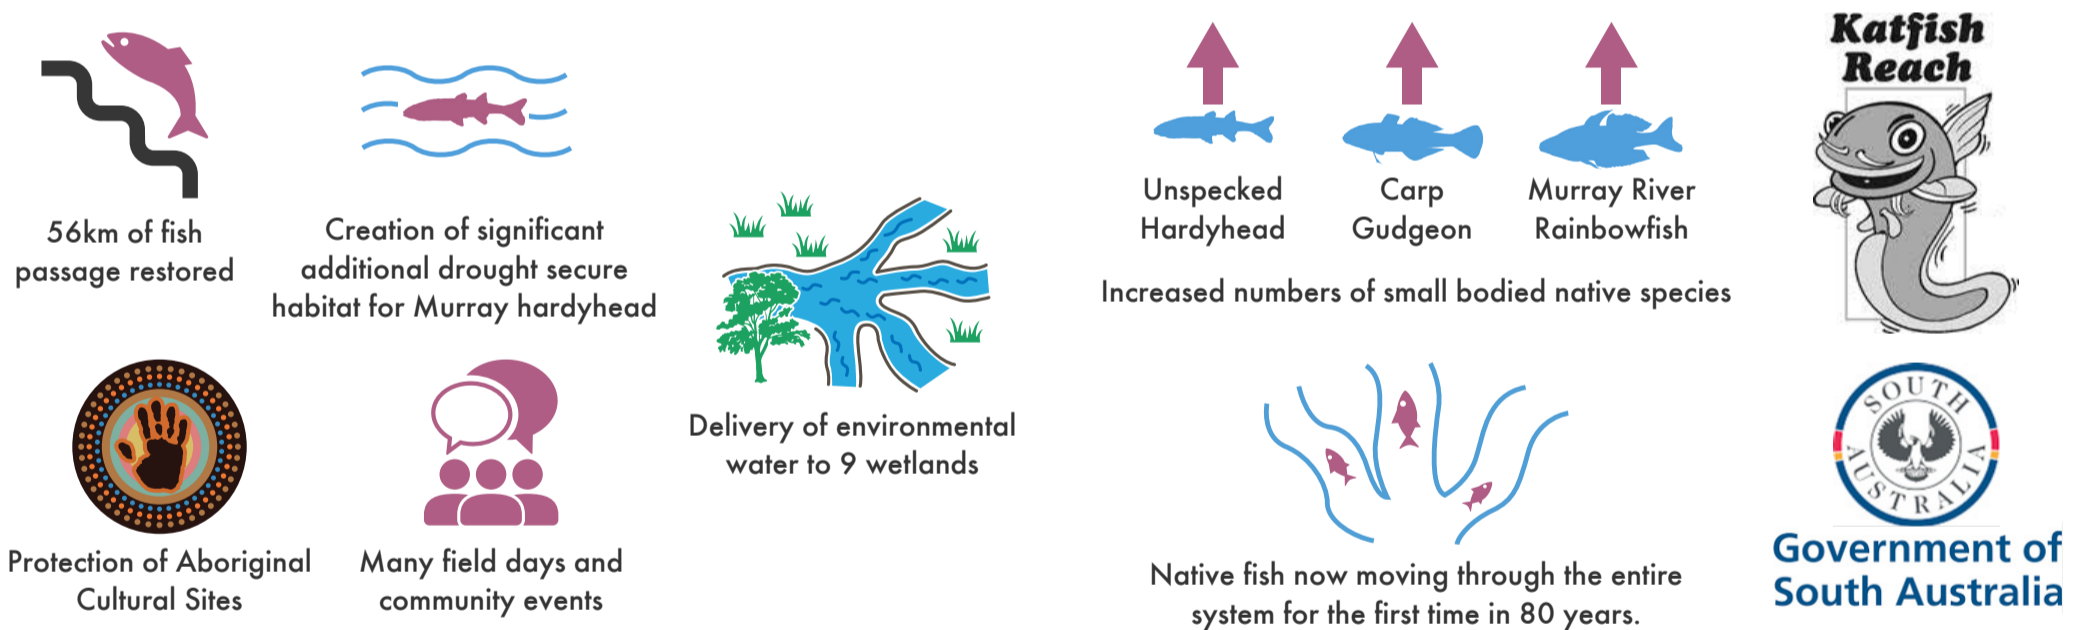 56km of fish
passage restored
Creation of significant
additional drought secure
habitat for Murray hardyhead
Protection of Aboriginal
Cultural Sites
Many field days and
community events
Delivery of environmental
water to 9 wetlands
Unspecked
Hardyhead
Carp
Gudgeon
Murray River
Rainbowfish
Increased numbers of small bodied native species
Native fish now moving through the entire
system for the first time in 80 years.
Katfish
Reach
SOUTH
AUSTRALIA
Government of
South Australia